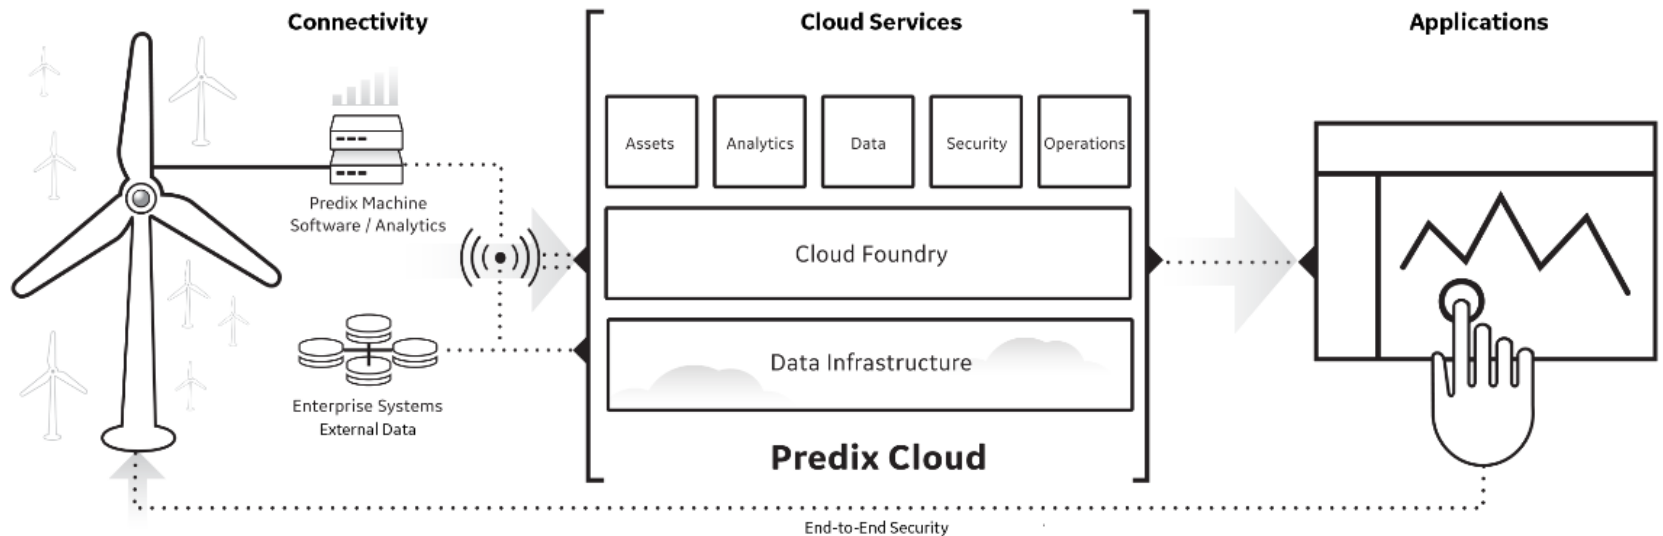 Connectivity
Cloud Services
Applications
Assets
Analytics
Data
Security
Operations
Predix Machine
Software / Analytics
Cloud Foundry
Data Infrastructure
Enterprise Systems
External Data
Predix Cloud
End-to-End Security